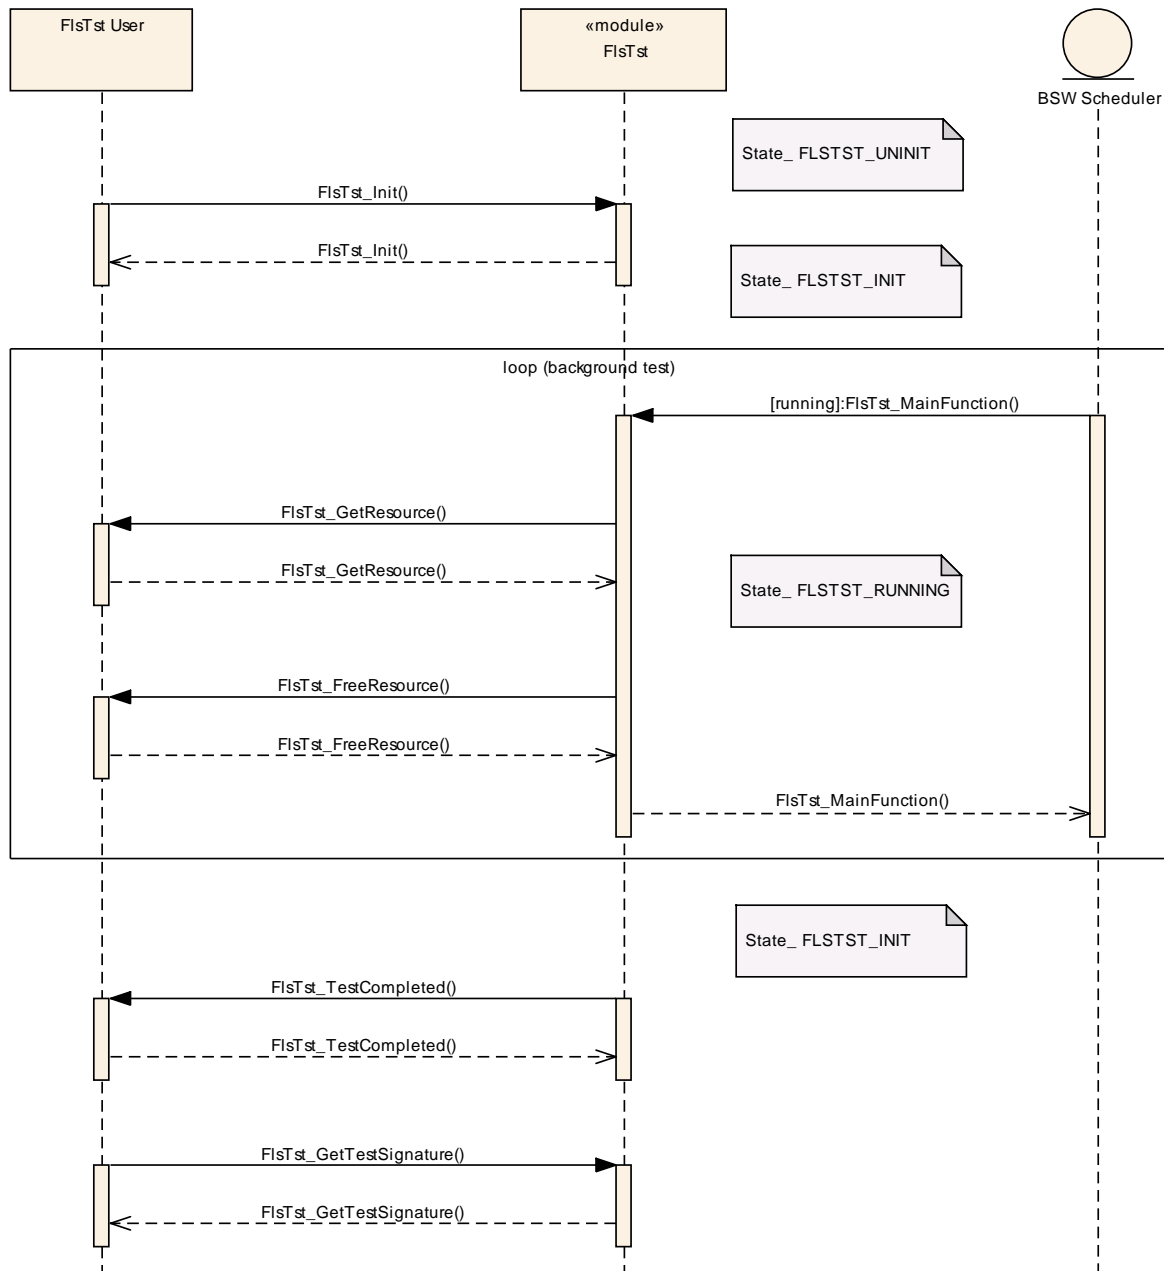 FlsTst User
«module»
FlsTst
BSW Scheduler
State_ FLSTST_UNINIT
FlsTst_Init()
FlsTst_Init()
State_ FLSTST_INIT
loop (background test)
[running]:FlsTst_MainFunction()
FlsTst_GetResource()
FlsTst_GetResource()
State_ FLSTST_RUNNING
FlsTst_FreeResource()
FlsTst_FreeResource()
FlsTst_MainFunction()
State_ FLSTST_INIT
FlsTst_TestCompleted()
FlsTst_TestCompleted()
FlsTst_GetTestSignature()
FlsTst_GetTestSignature()